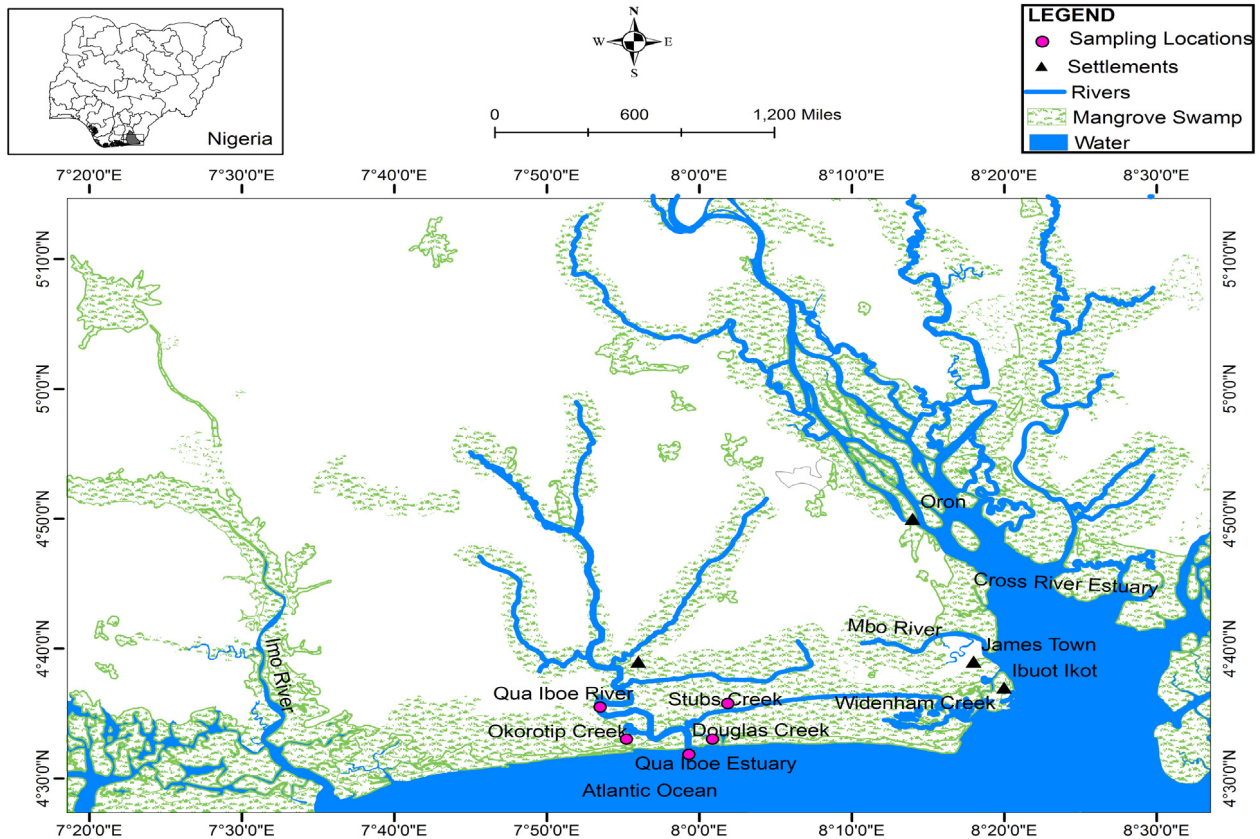 Nigeria
N
W E
S
0 600 1,200 Miles
LEGEND
Sampling Locations
Settlements
Rivers
Mangrove Swamp
Water
7°20'0"E 7°30'0"E 7°40'0"E 7°50'0"E 8°0'0"E 8°10'0"E 8°20'0"E 8°30'0"E
5°10'0"N 5°10'0"N
5°0'0"N 5°0'0"N
4°50'0"N 4°50'0"N
4°40'0"N 4°40'0"N
4°30'0"N 4°30'0"N
Oron
Cross River Estuary
Mbo River
James Town
Ibuot Ikot
Imo River
Qua Iboe River
Stubs Creek
Widenham Creek
Okorotip Creek
Douglas Creek
Qua Iboe Estuary
Atlantic Ocean
7°20'0"E 7°30'0"E 7°40'0"E 7°50'0"E 8°0'0"E 8°10'0"E 8°20'0"E 8°30'0"E